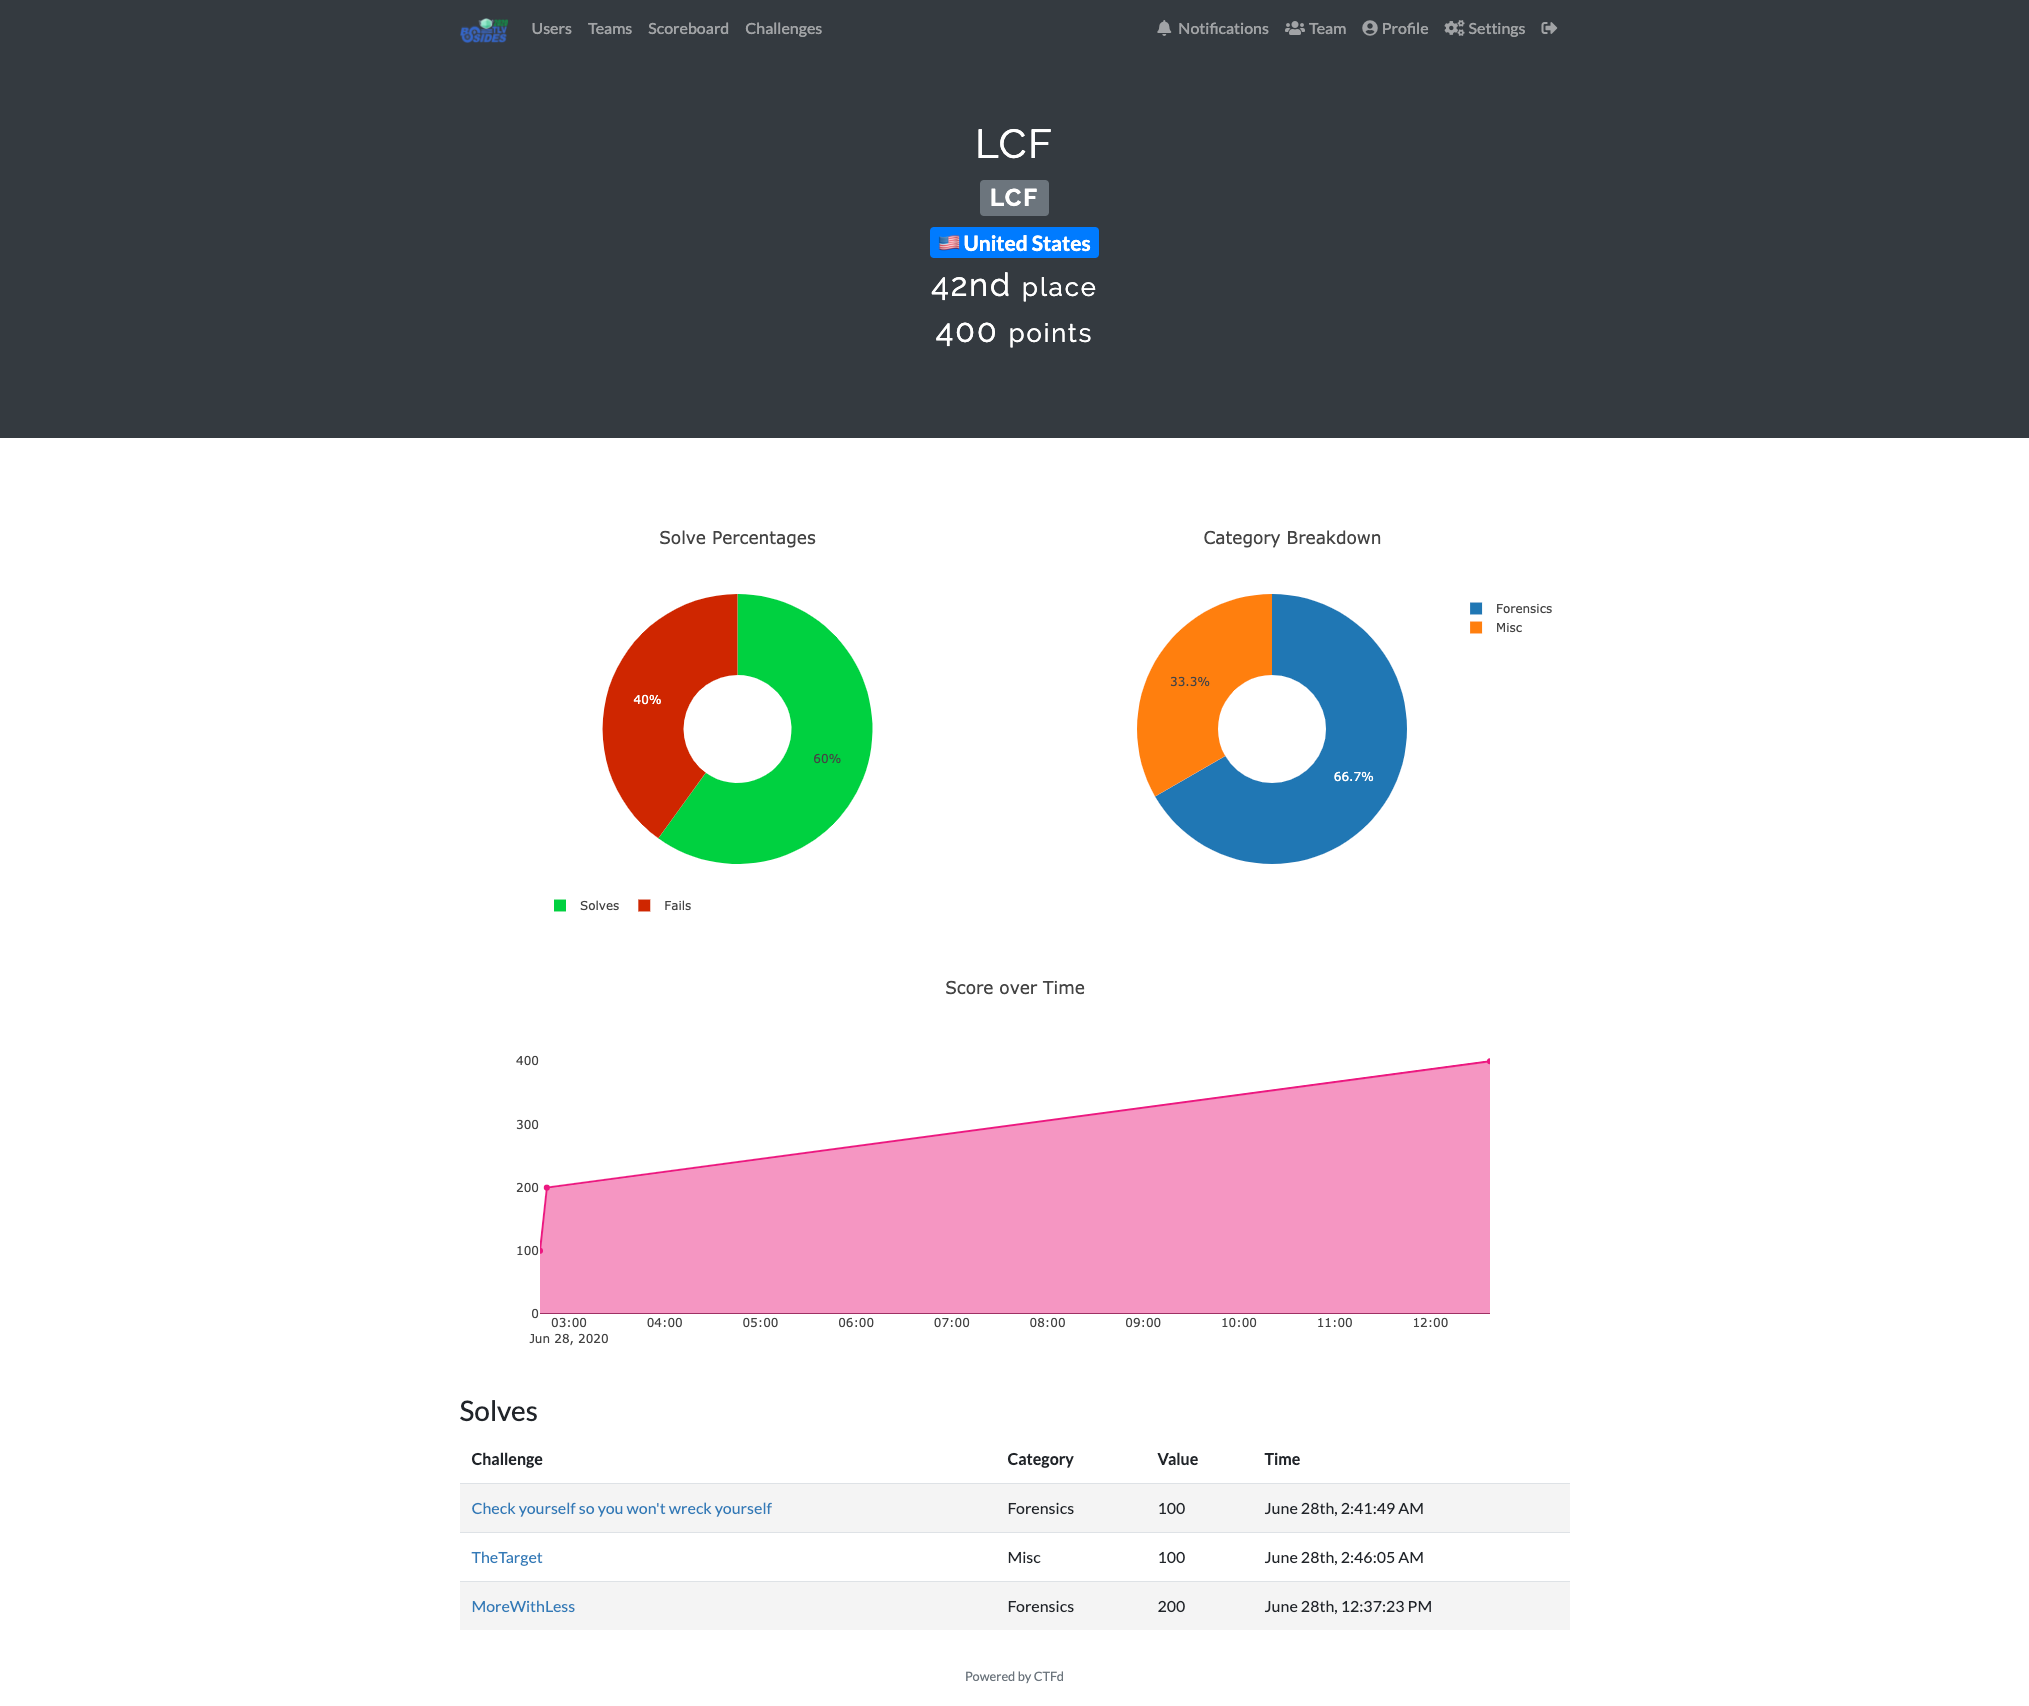 SIDES
Users Teams Scoreboard Challenges Notifications Team Profile Settings
LCF
LCF
United States
42nd place
400 points
Solve Percentages
40%
60%
Solves Fails
Category Breakdown
Forensics
Misc
33.3%
66.7%
Score over Time
400
300
200
100
0
03:00 04:00 05:00 06:00 07:00 08:00 09:00 10:00 11:00 12:00
Jun 28, 2020
Solves
Challenge Category Value Time
Check yourself so you won't wreck yourself Forensics 100 June 28th, 2:41:49 AM
TheTarget Misc 100 June 28th, 2:46:05 AM
MoreWithLess Forensics 200 June 28th, 12:37:23 PM
Powered by CTFd